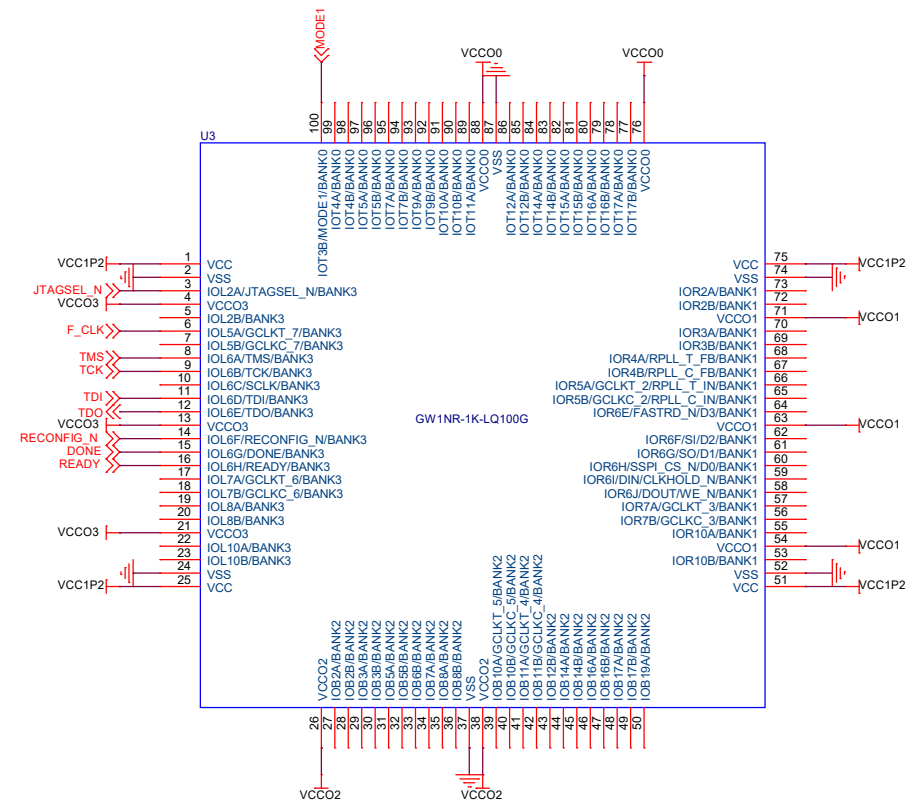 MODE1
VCCO0
VCCO0
100
99
98
97
96
95
94
93
92
91
90
89
88
87
86
85
84
83
82
81
80
79
78
77
76
U3
IOT3B/MODE1/BANK0
IOT4A/BANK0
IOT4B/BANK0
IOT5A/BANK0
IOT5B/BANK0
IOT7A/BANK0
IOT7B/BANK0
IOT9A/BANK0
IOT9B/BANK0
IOT10A/BANK0
IOT10B/BANK0
IOT11A/BANK0
VCCO0
VSS
IOT12A/BANK0
IOT12B/BANK0
IOT14A/BANK0
IOT14B/BANK0
IOT15A/BANK0
IOT15B/BANK0
IOT16A/BANK0
IOT16B/BANK0
IOT17A/BANK0
IOT17B/BANK0
VCCO0
VCC1P2 1 VCC
2 VSS
JTAGSEL_N 3 IOL2A/JTAGSEL_N/BANK3
VCCO3 4 VCCO3
5 IOL2B/BANK3
F_CLK 6 IOL5A/GCLKT_7/BANK3
7 IOL5B/GCLKC_7/BANK3
TMS 8 IOL6A/TMS/BANK3
TCK 9 IOL6B/TCK/BANK3
10 IOL6C/SCLK/BANK3
TDI 11 IOL6D/TDI/BANK3
TDO 12 IOL6E/TDO/BANK3
VCCO3 13 VCCO3
RECONFIG_N 14 IOL6F/RECONFIG_N/BANK3
DONE 15 IOL6G/DONE/BANK3
READY 16 IOL6H/READY/BANK3
17 IOL7A/GCLKT_6/BANK3
18 IOL7B/GCLKC_6/BANK3
19 IOL8A/BANK3
20 IOL8B/BANK3
VCCO3 21 VCCO3
22 IOL10A/BANK3
23 IOL10B/BANK3
24 VSS
VCC1P2 25 VCC
GW1NR-1K-LQ100G
VCC 75 VCC1P2
VSS 74
IOR2A/BANK1 73
IOR2B/BANK1 72
VCCO1 71 VCCO1
IOR3A/BANK1 70
IOR3B/BANK1 69
IOR4A/RPLL_T_FB/BANK1 68
IOR4B/RPLL_C_FB/BANK1 67
IOR5A/GCLKT_2/RPLL_T_IN/BANK1 66
IOR5B/GCLKC_2/RPLL_C_IN/BANK1 65
IOR6E/FASTRD_N/D3/BANK1 64
VCCO1 63 VCCO1
IOR6F/SI/D2/BANK1 62
IOR6G/SO/D1/BANK1 61
IOR6H/SSPI_CS_N/D0/BANK1 60
IOR6I/DIN/CLKHOLD_N/BANK1 59
IOR6J/DOUT/WE_N/BANK1 58
IOR7A/GCLKT_3/BANK1 57
IOR7B/GCLKC_3/BANK1 56
IOR10A/BANK1 55
VCCO1 54 VCCO1
IOR10B/BANK1 53
VSS 52
VCC 51 VCC1P2
VCCO2
IOB2A/BANK2
IOB2B/BANK2
IOB3A/BANK2
IOB3B/BANK2
IOB5A/BANK2
IOB5B/BANK2
IOB6B/BANK2
IOB7A/BANK2
IOB8A/BANK2
IOB8B/BANK2
VSS
VCCO2
IOB10A/GCLKT_5/BANK2
IOB10B/GCLKC_5/BANK2
IOB11A/GCLKT_4/BANK2
IOB11B/GCLKC_4/BANK2
IOB12B/BANK2
IOB14A/BANK2
IOB14B/BANK2
IOB16A/BANK2
IOB16B/BANK2
IOB17A/BANK2
IOB17B/BANK2
IOB19A/BANK2
26
27
28
29
30
31
32
33
34
35
36
37
38
39
40
41
42
43
44
45
46
47
48
49
50
VCCO2
VCCO2